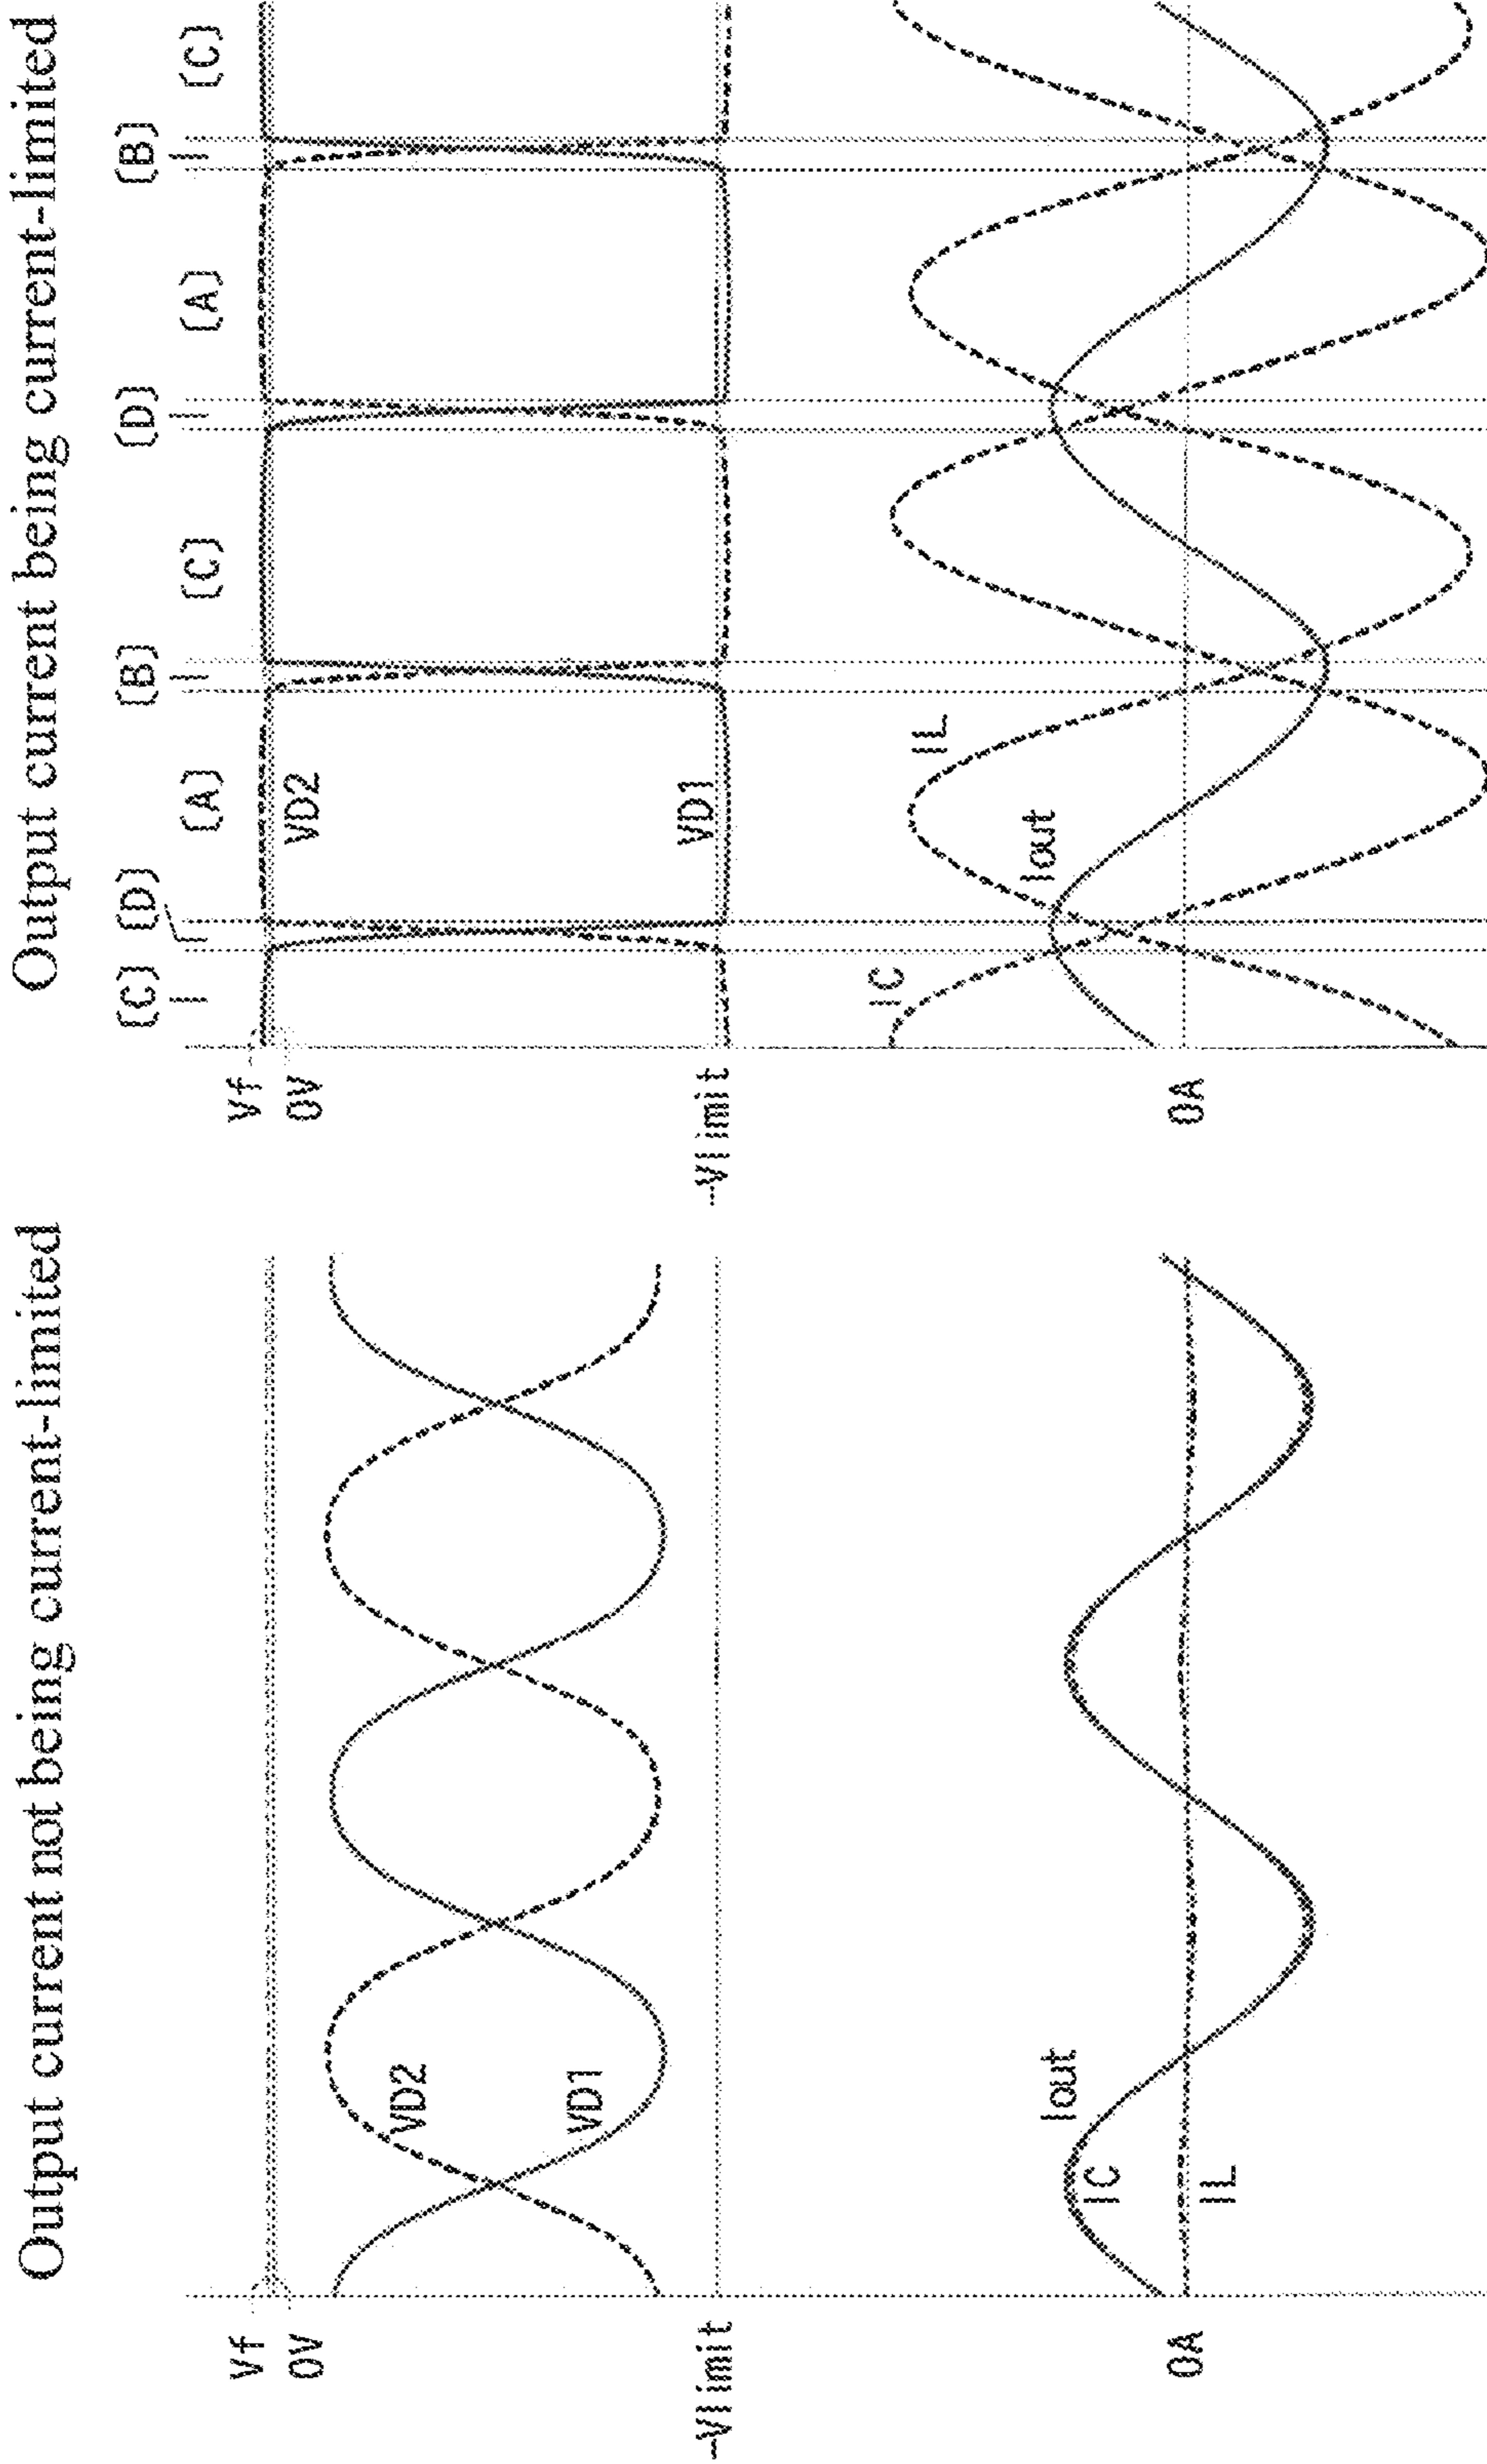 Output current not being current-limited
Vf
0V
VD2
VD1
-Vlimit
Iout
IC
0A
IL
Output current being current-limited
(C) (D) (A) (B) (C) (D) (A) (B) (C)
Vf
0V
VD2
VD1
-Vlimit
IC
IL
Iout
0A